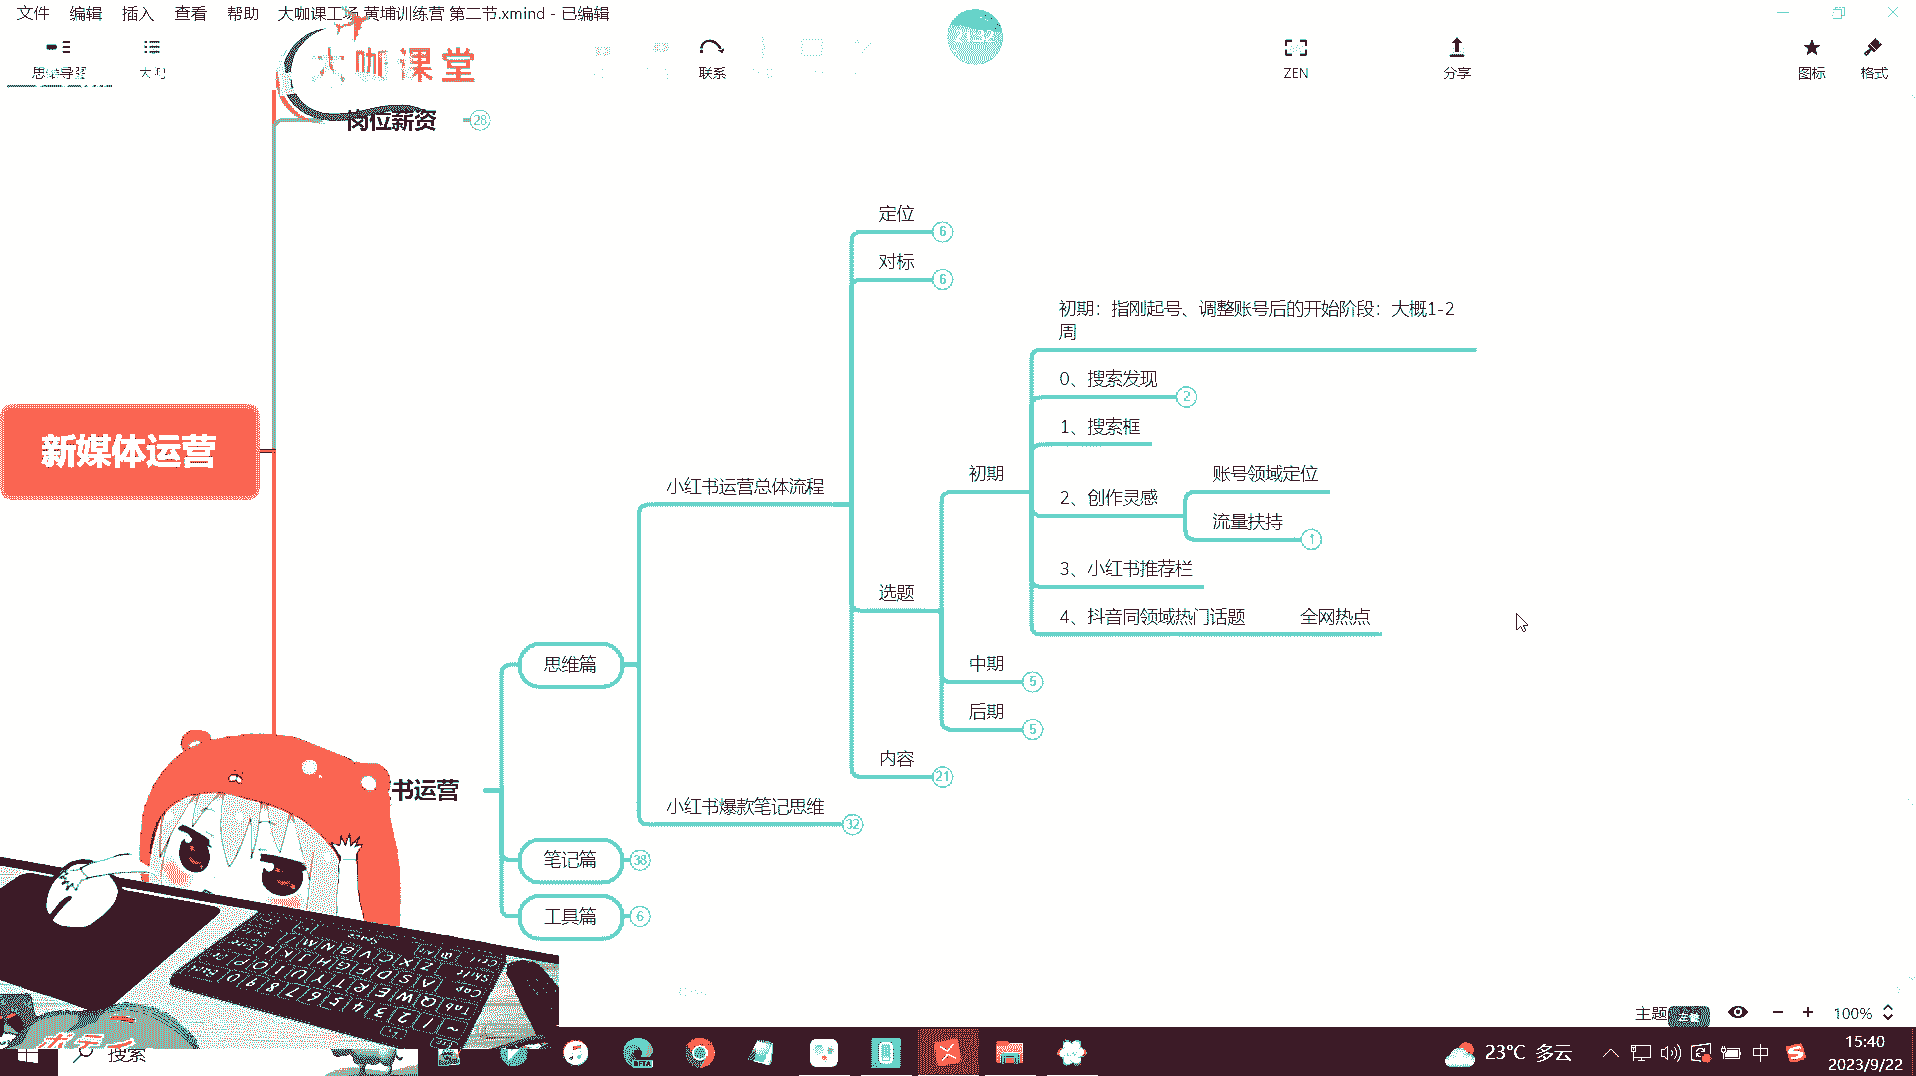 文件 编辑 插入 查看 帮助 大咖课工场 黄埔训练营 第二节.xmind - 已编辑
21:32
思维导图
联系
ZEN
分享
图标
格式
大咖课堂
岗位薪资
28
定位
6
对标
6
初期：指刚起号、调整账号后的开始阶段：大概1-2
周
0、搜索发现
2
1、搜索框
新媒体运营
初期
账号领域定位
小红书运营总体流程
2、创作灵感
流量扶持
1
3、小红书推荐栏
选题
4、抖音同领域热门话题
全网热点
思维篇
中期
5
后期
5
内容
21
书运营
小红书爆款笔记思维
32
笔记篇
38
工具篇
6
主题
100%
搜索
BETA
23°C 多云
中
15:40
2023/9/22